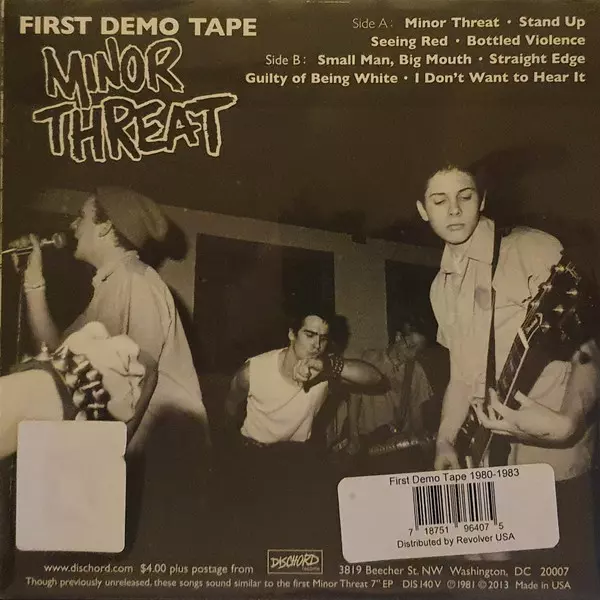 FIRST DEMO TAPE
MINOR
THREAT
Side A: Minor Threat • Stand Up
Seeing Red • Bottled Violence
Side B: Small Man, Big Mouth • Straight Edge
Guilty of Being White • I Don't Want to Hear It
First Demo Tape 1980-1983
7 18751 96407 5
Distributed by Revolver USA
www.dischord.com $4.00 plus postage from DISCHORD records 3819 Beecher St. NW Washington, DC 20007
Though previously unreleased, these songs sound similar to the first Minor Threat 7" EP DIS140V Ⓟ1981 ©2013 Made in USA